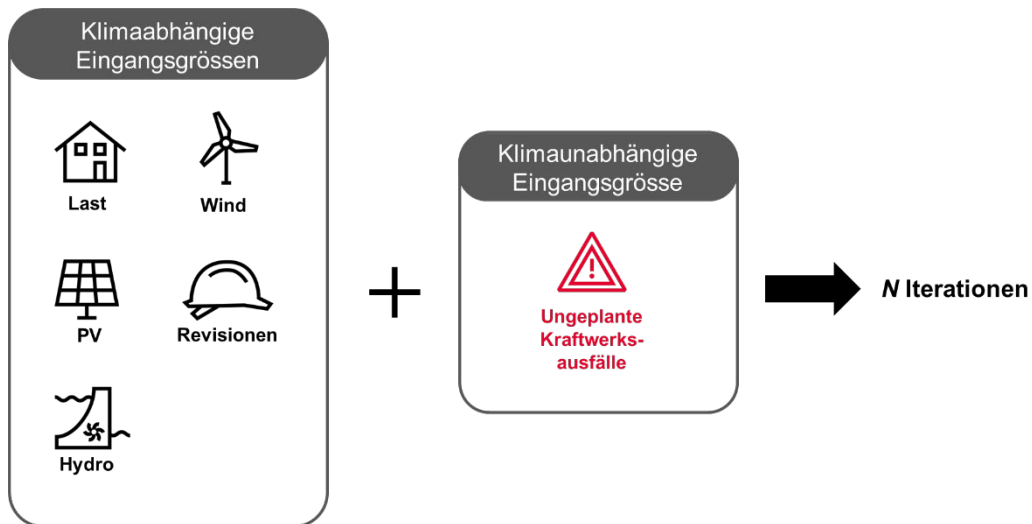 Klimaabhängige
Eingangsgrössen
Last
Wind
PV
Revisionen
Hydro
Klimaunabhängige
Eingangsgrösse
Ungeplante
Kraftwerks-
ausfälle
N Iterationen